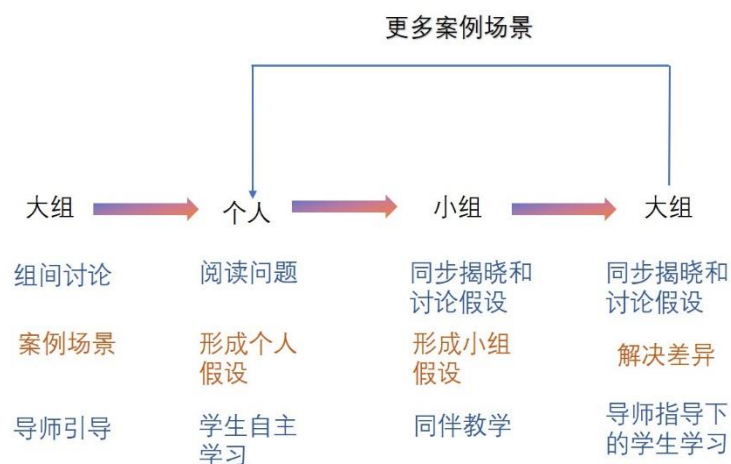 更多案例场景
大组
个人
小组
大组
组间讨论
阅读问题
同步揭晓和
讨论假设
同步揭晓和
讨论假设
案例场景
形成个人
假设
形成小组
假设
解决差异
导师引导
学生自主
学习
同伴教学
导师指导下
的学生学习